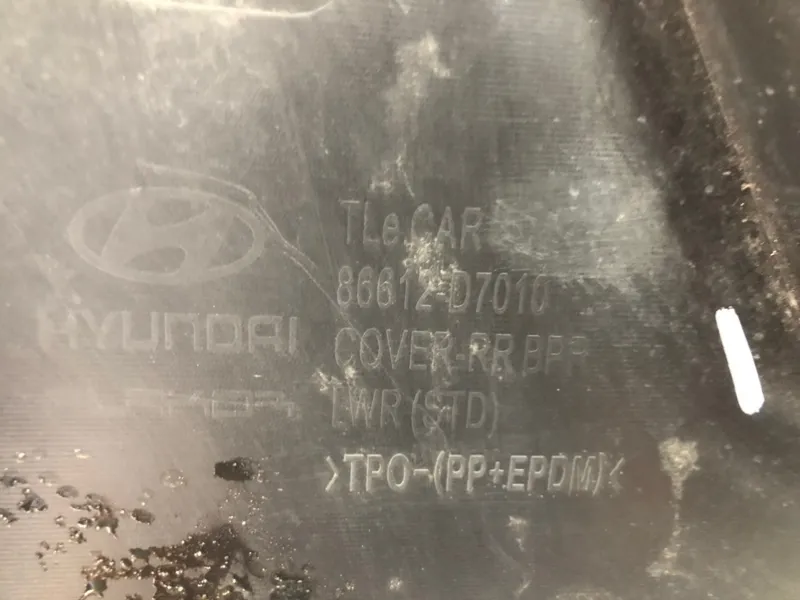 TLe.CAR
86612-D7010
HYUNDAI
COVER-RR BPR
LWR (STD)
>TPO-(PP+EPDM)<